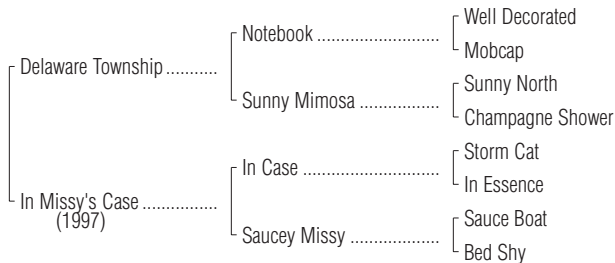 Well Decorated
Notebook ....................
Mobcap
Delaware Township ..........
Sunny North
Sunny Mimosa .................
Champagne Shower
Storm Cat
In Case .........................
In Essence
In Missy's Case ...............
(1997)
Sauce Boat
Saucey Missy ..................
Bed Shy